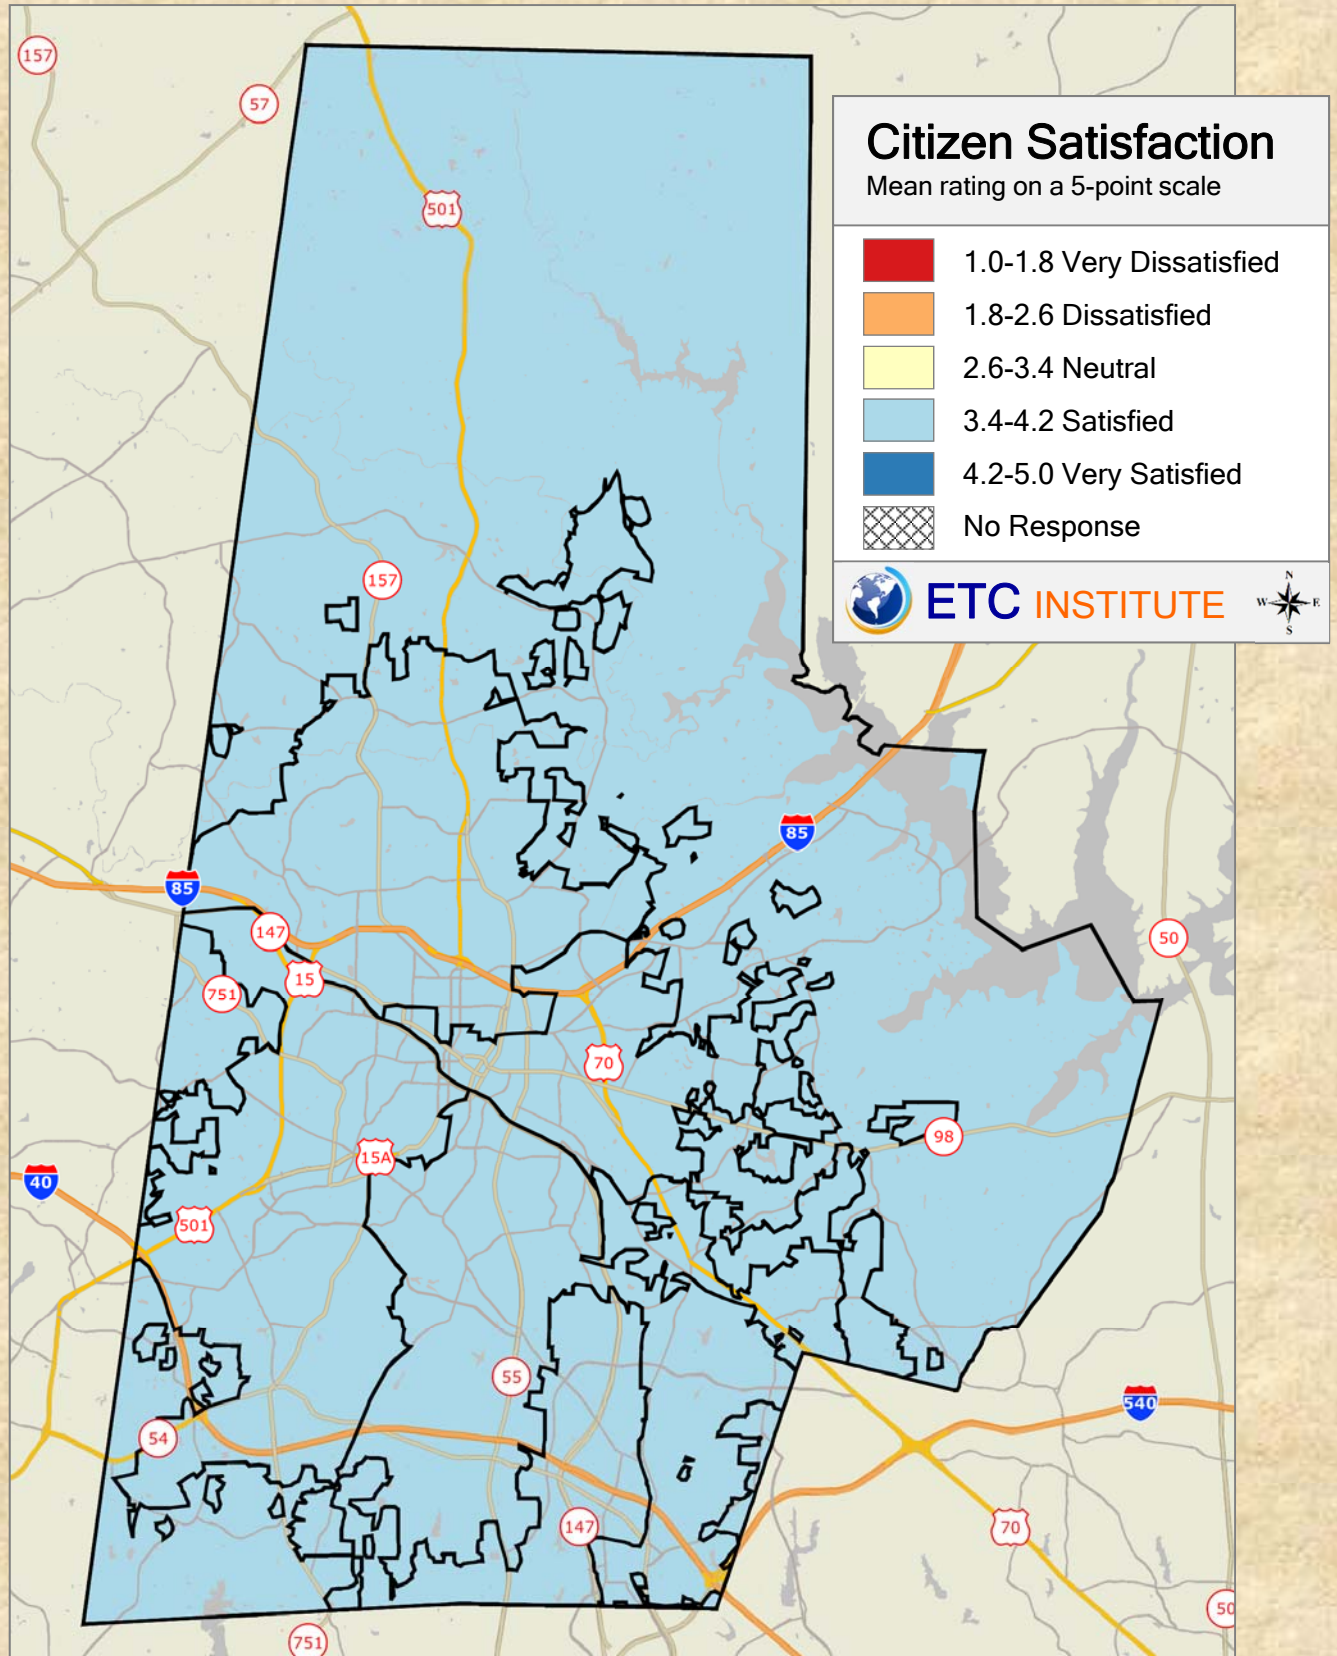 157
57
Citizen Satisfaction
Mean rating on a 5-point scale
501
1.0-1.8 Very Dissatisfied
1.8-2.6 Dissatisfied
2.6-3.4 Neutral
3.4-4.2 Satisfied
4.2-5.0 Very Satisfied
No Response
157
ETC INSTITUTE
N
W E
S
85
85
147
50
15
751
70
98
15A
40
501
55
540
54
147
70
50
751